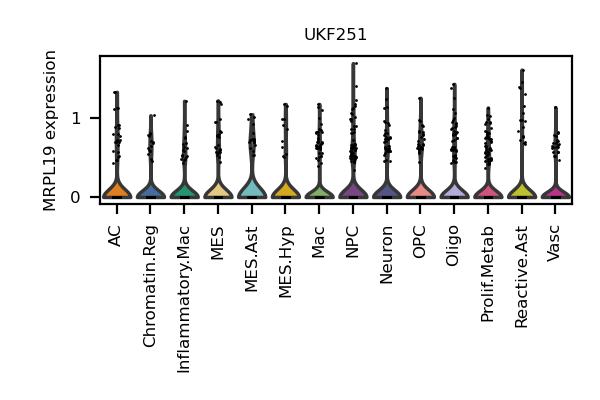 UKF251
MRPL19 expression
1
0
AC
Chromatin.Reg
Inflammatory.Mac
MES
MES.Ast
MES.Hyp
Mac
NPC
Neuron
OPC
Oligo
Prolif.Metab
Reactive.Ast
Vasc